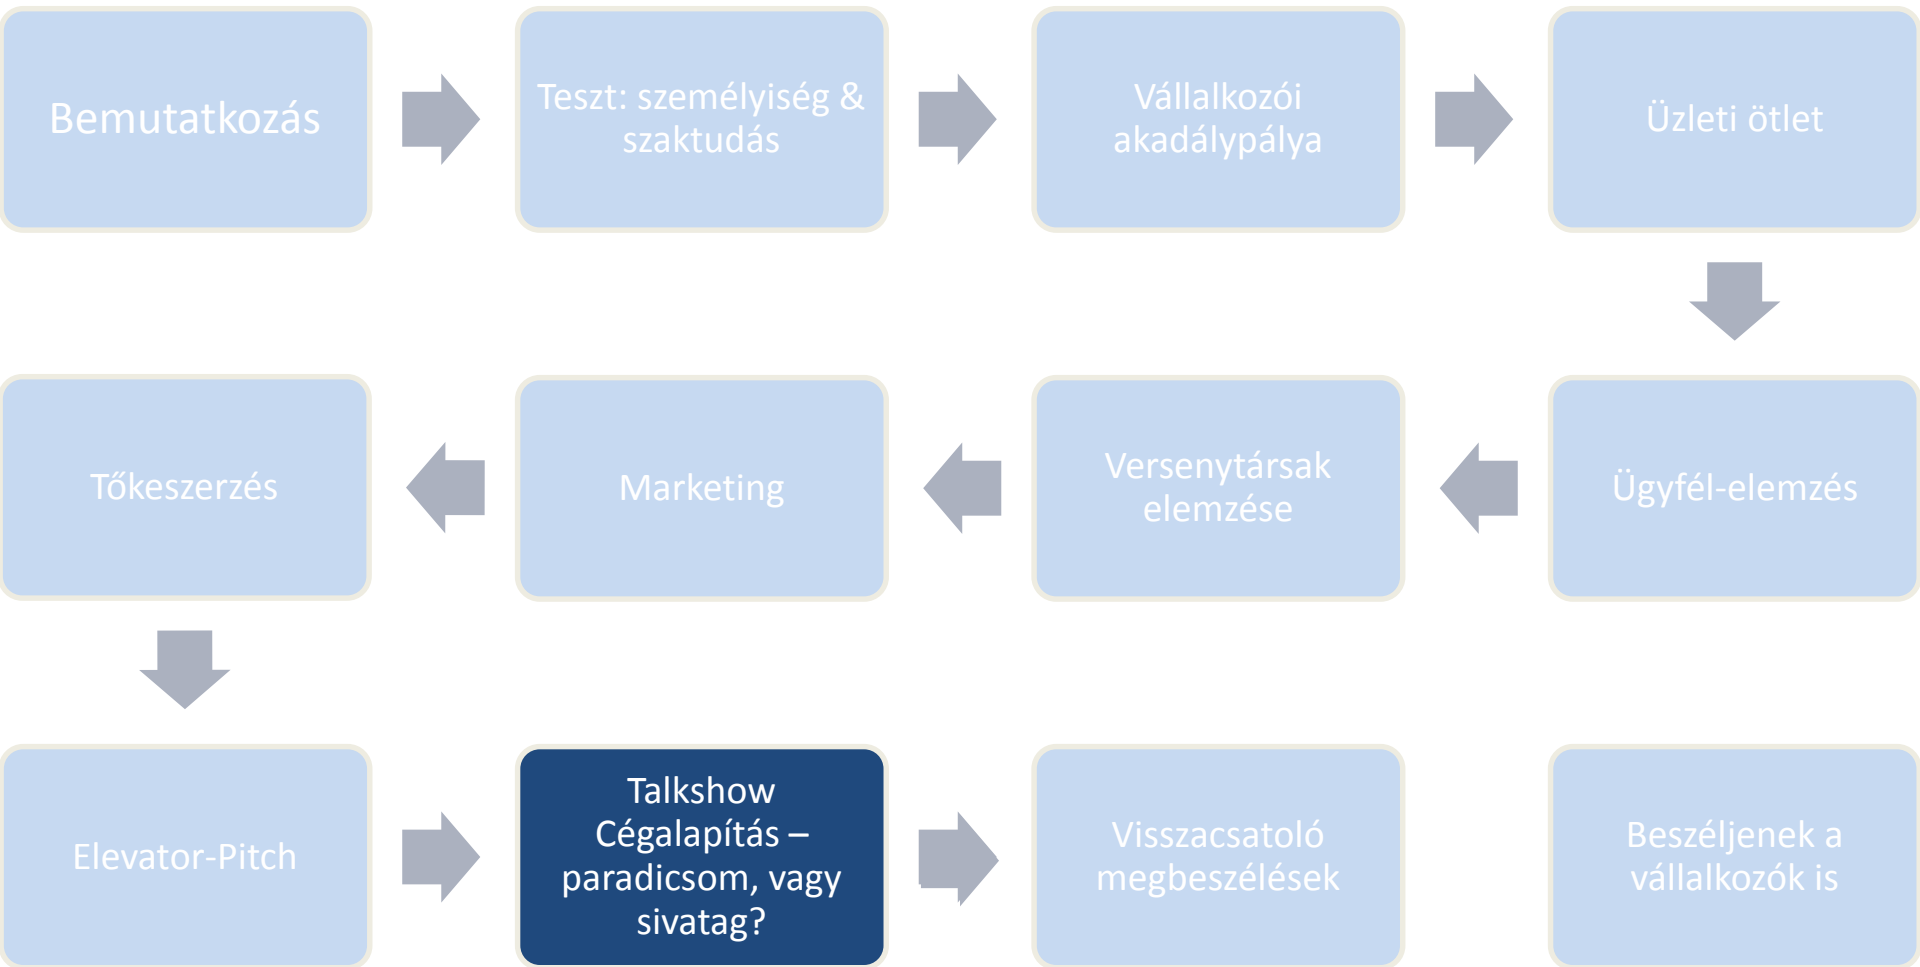 Bemutatkozás
Teszt: személyiség &
szaktudás
Vállalkozói
akadálypálya
Üzleti ötlet
Ügyfél-elemzés
Versenytársak
elemzése
Marketing
Tőkeszerzés
Elevator-Pitch
Talkshow
Cégalapítás –
paradicsom, vagy
sivatag?
Visszacsatoló
megbeszélések
Beszéljenek a
vállalkozók is